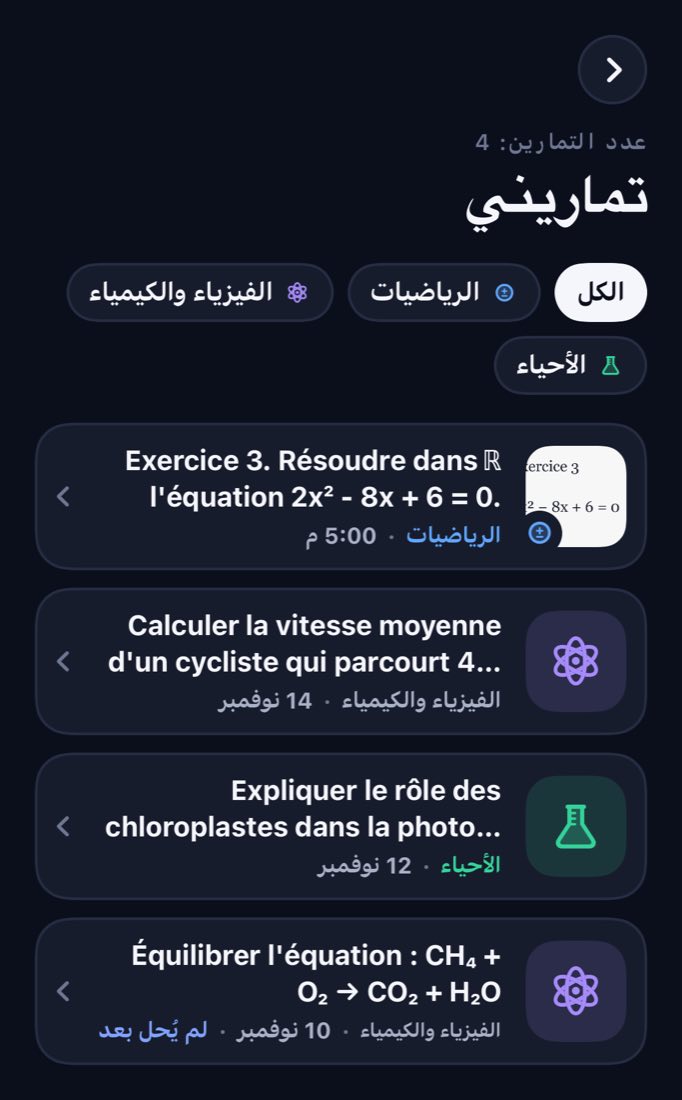 عدد التمارين: 4
تماريني
الكل
الرياضيات
الفيزياء والكيمياء
الأحياء
Exercice 3. Résoudre dans ℝ
l'équation 2x² - 8x + 6 = 0.
الرياضيات · 5:00 م
ercice 3
² − 8x + 6 = 0
Calculer la vitesse moyenne
d'un cycliste qui parcourt 4...
الفيزياء والكيمياء · 14 نوفمبر
Expliquer le rôle des
chloroplastes dans la photo...
الأحياء · 12 نوفمبر
Équilibrer l'équation : CH₄ +
O₂ → CO₂ + H₂O
الفيزياء والكيمياء · 10 نوفمبر · لم يُحل بعد